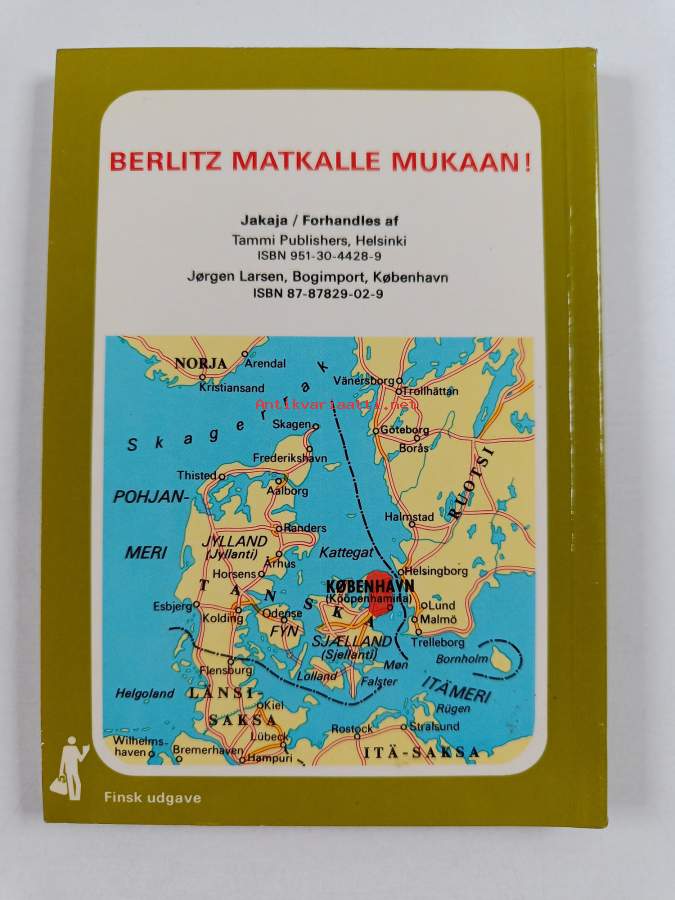 BERLITZ MATKALLE MUKAAN!
Jakaja / Forhandles af
Tammi Publishers, Helsinki
ISBN 951-30-4428-9
Jørgen Larsen, Bogimport, København
ISBN 87-87829-02-9
NORJA
Arendal
Kristiansand
Skagerrak
Vänersborg
Trollhättan
Antikvariaatti.net
Skagen
Göteborg
Borås
Frederikshavn
Thisted
Aalborg
RUOTSI
POHJAN-
MERI
Randers
Halmstad
JYLLAND
(Jyllanti)
Kattegat
Århus
Horsens
Helsingborg
KØBENHAVN
(Kööpenhamina)
TANSKA
Esbjerg
Kolding
Odense
FYN
Lund
Malmö
SJÆLLAND
(Sjellanti)
Trelleborg
Bornholm
Møn
Flensburg
Lolland
Falster
ITÄMERI
Helgoland
LÄNSI-
SAKSA
Kiel
Rügen
Wilhelms-
haven
Bremerhaven
Lübeck
Hampuri
Rostock
Stralsund
ITÄ-SAKSA
Finsk udgave